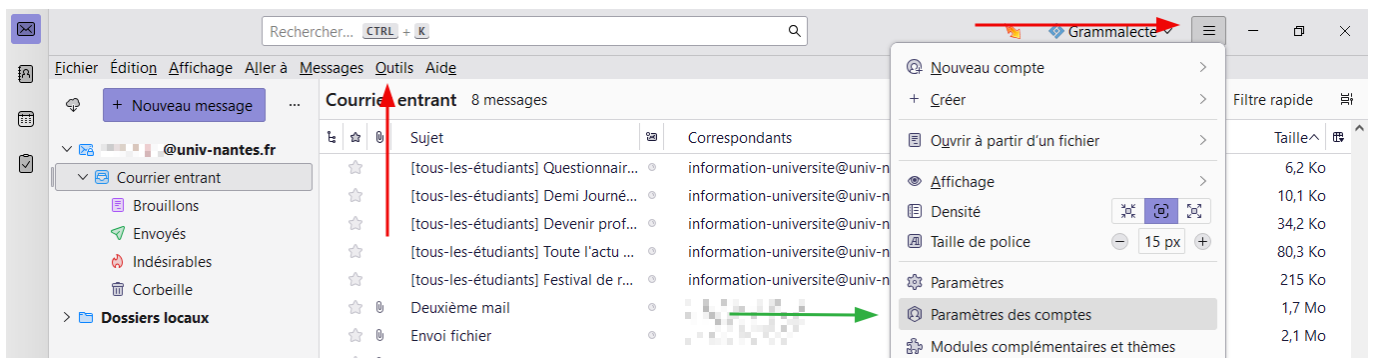 Rechercher... CTRL + K
Grammalecte
Fichier Édition Affichage Aller à Messages Outils Aide
+ Nouveau message
Courrier entrant 8 messages
Filtre rapide
Sujet Correspondants Taille
@univ-nantes.fr
Courrier entrant
Brouillons
Envoyés
Indésirables
Corbeille
Dossiers locaux
[tous-les-étudiants] Questionnair... information-universite@univ-n 6,2 Ko
[tous-les-étudiants] Demi Journé... information-universite@univ-n 10,1 Ko
[tous-les-étudiants] Devenir prof... information-universite@univ-n 34,2 Ko
[tous-les-étudiants] Toute l'actu ... information-universite@univ-n 80,3 Ko
[tous-les-étudiants] Festival de r... information-universite@univ-n 215 Ko
Deuxième mail 1,7 Mo
Envoi fichier 2,1 Mo
Nouveau compte
+ Créer
Ouvrir à partir d'un fichier
Affichage
Densité
Taille de police 15 px
Paramètres
Paramètres des comptes
Modules complémentaires et thèmes